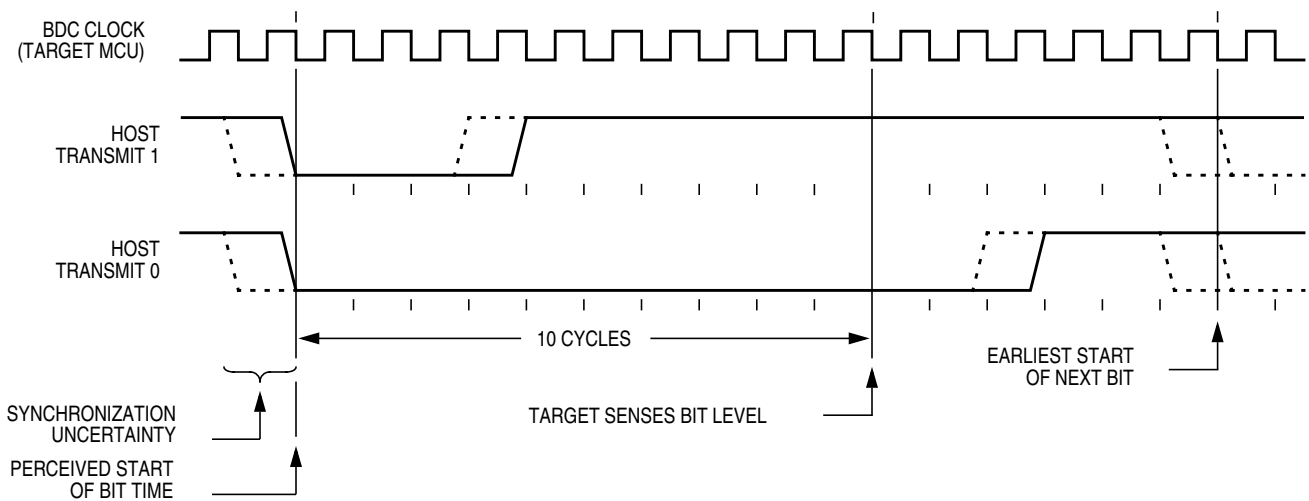 BDC CLOCK
(TARGET MCU)
HOST
TRANSMIT 1
HOST
TRANSMIT 0
10 CYCLES
EARLIEST START
OF NEXT BIT
TARGET SENSES BIT LEVEL
SYNCHRONIZATION
UNCERTAINTY
PERCEIVED START
OF BIT TIME